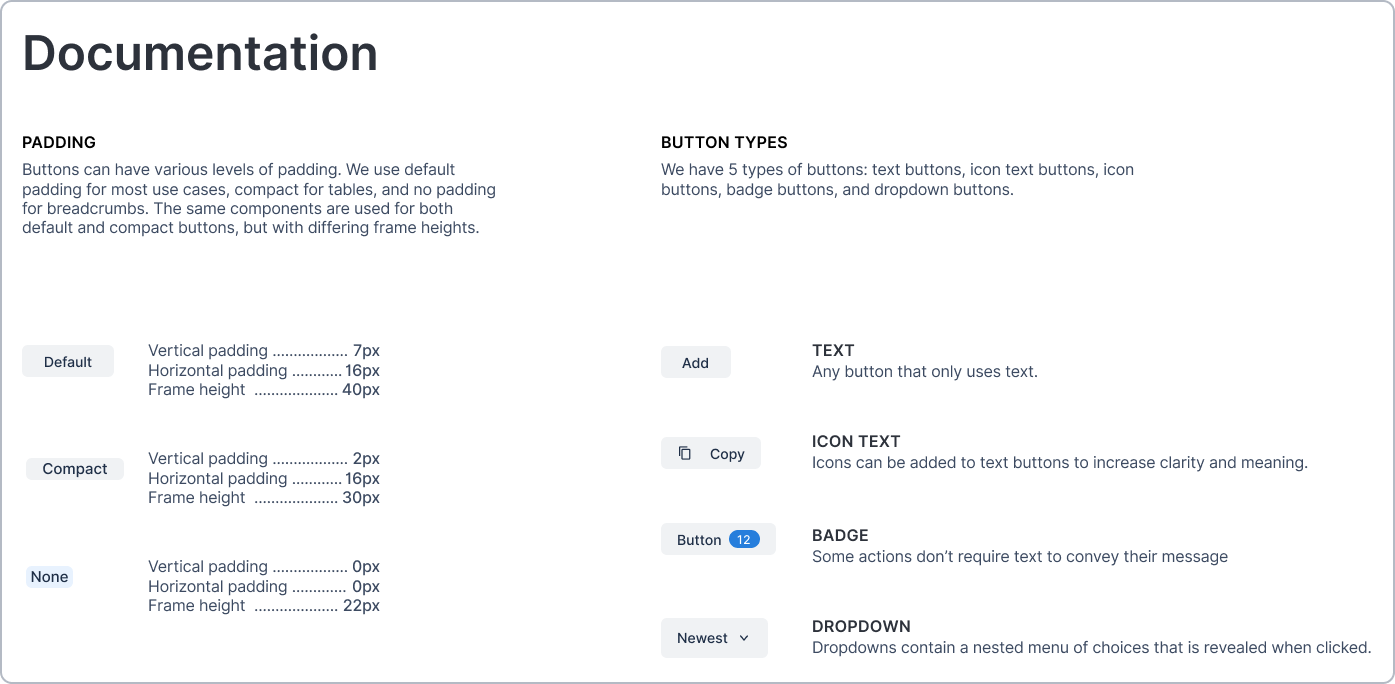 Documentation
PADDING
Buttons can have various levels of padding. We use default
padding for most use cases, compact for tables, and no padding
for breadcrumbs. The same components are used for both
default and compact buttons, but with differing frame heights.
Default
Vertical padding .................. 7px
Horizontal padding ............ 16px
Frame height .................... 40px
Compact
Vertical padding .................. 2px
Horizontal padding ............ 16px
Frame height .................... 30px
None
Vertical padding .................. 0px
Horizontal padding ............. 0px
Frame height .................... 22px
BUTTON TYPES
We have 5 types of buttons: text buttons, icon text buttons, icon
buttons, badge buttons, and dropdown buttons.
Add
TEXT
Any button that only uses text.
Copy
ICON TEXT
Icons can be added to text buttons to increase clarity and meaning.
Button 12
BADGE
Some actions don’t require text to convey their message
Newest
DROPDOWN
Dropdowns contain a nested menu of choices that is revealed when clicked.